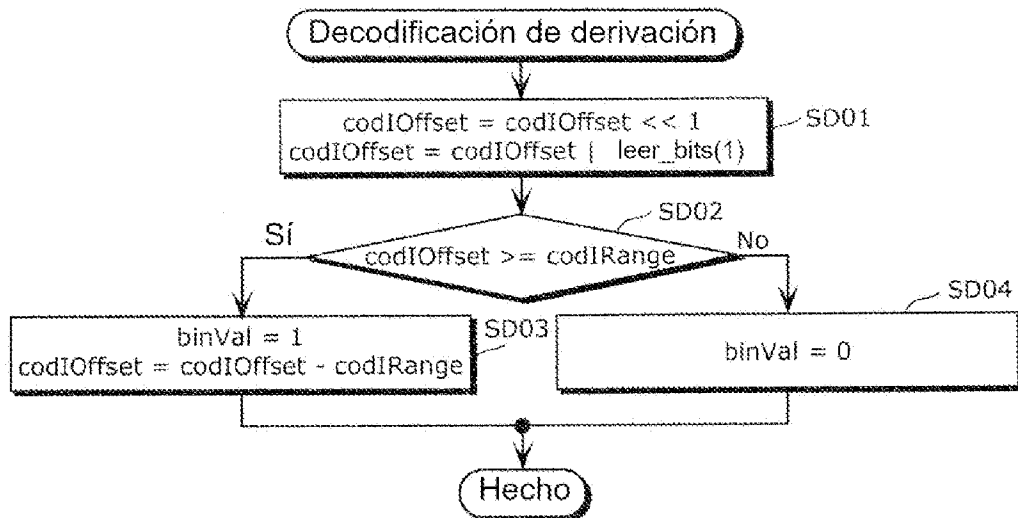 Decodificación de derivación
codIOffset = codIOffset << 1
codIOffset = codIOffset | leer_bits(1)
SD01
SD02
Sí
codIOffset >= codIRange
No
SD03
binVal = 1
codIOffset = codIOffset - codIRange
SD04
binVal = 0
Hecho